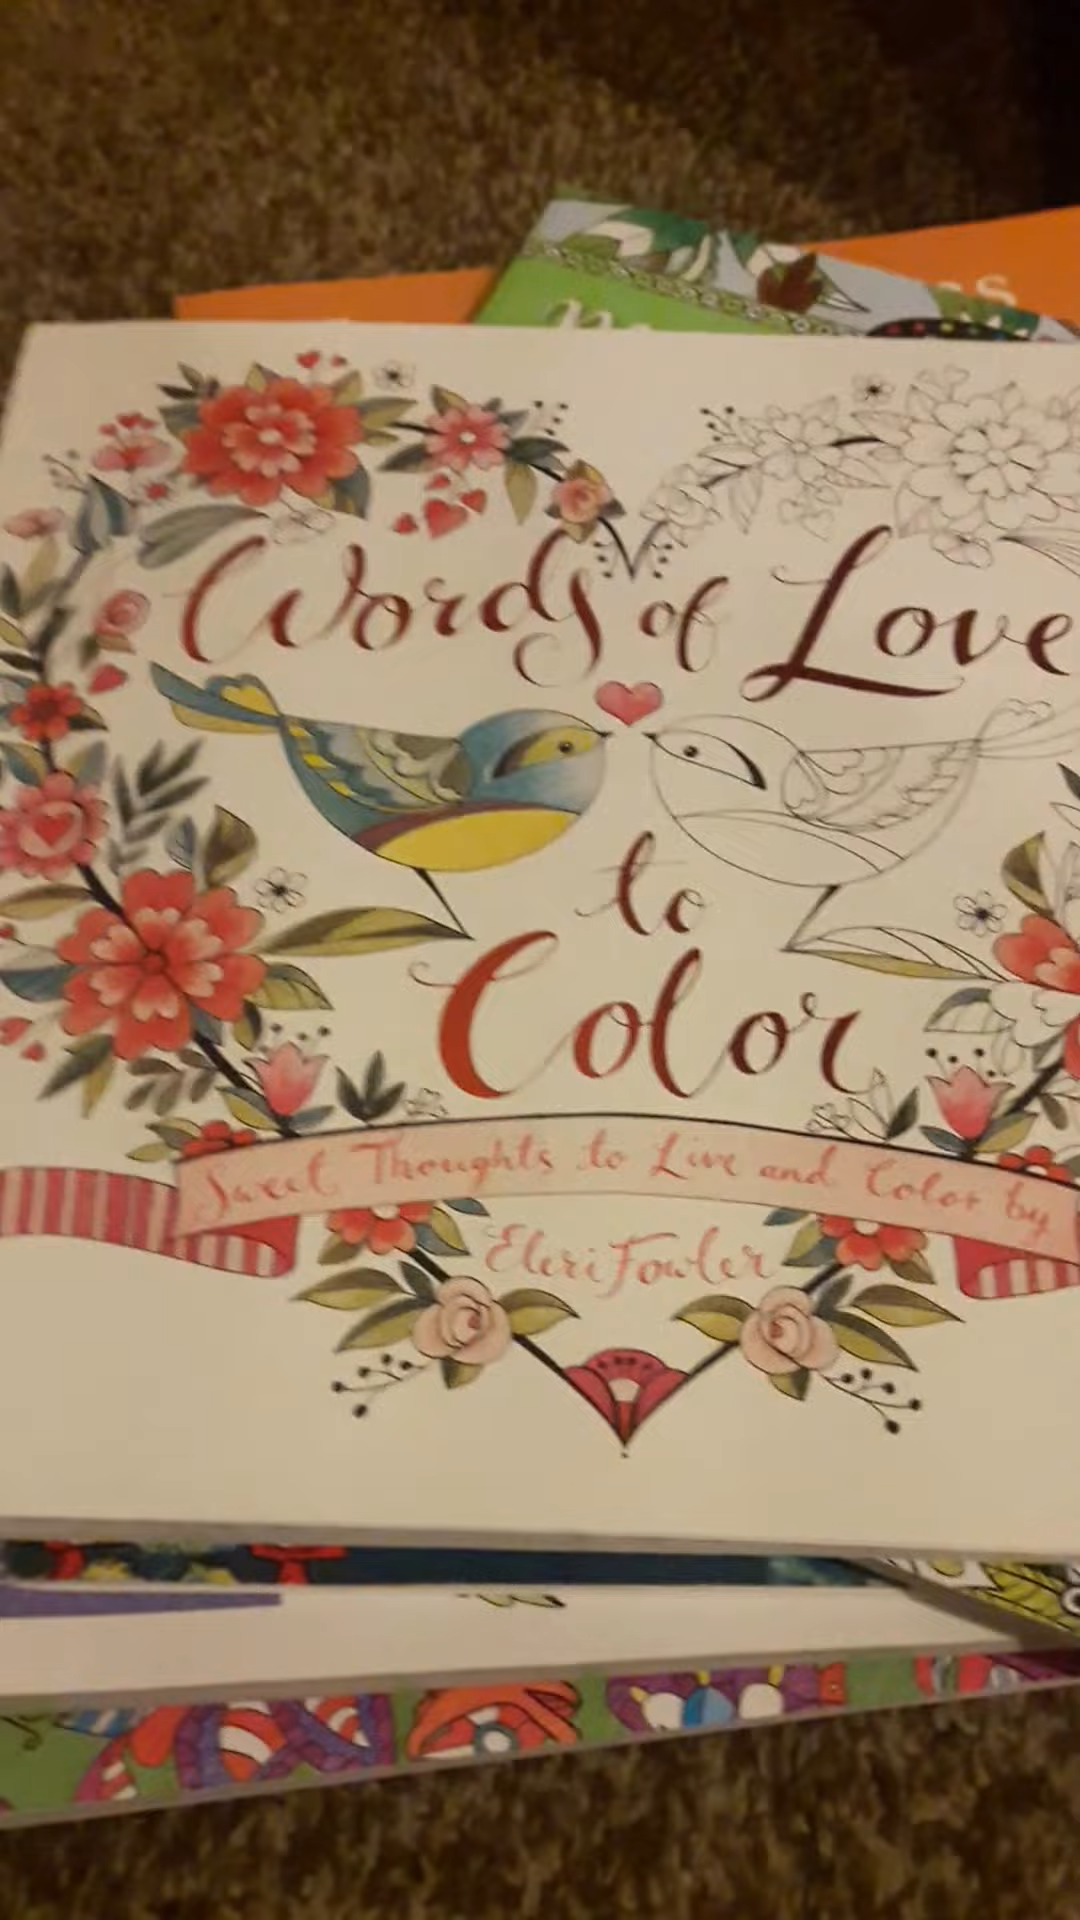 Words of Love
to
Color
Sweet Thoughts to Live and Color by
Eleri Fowler